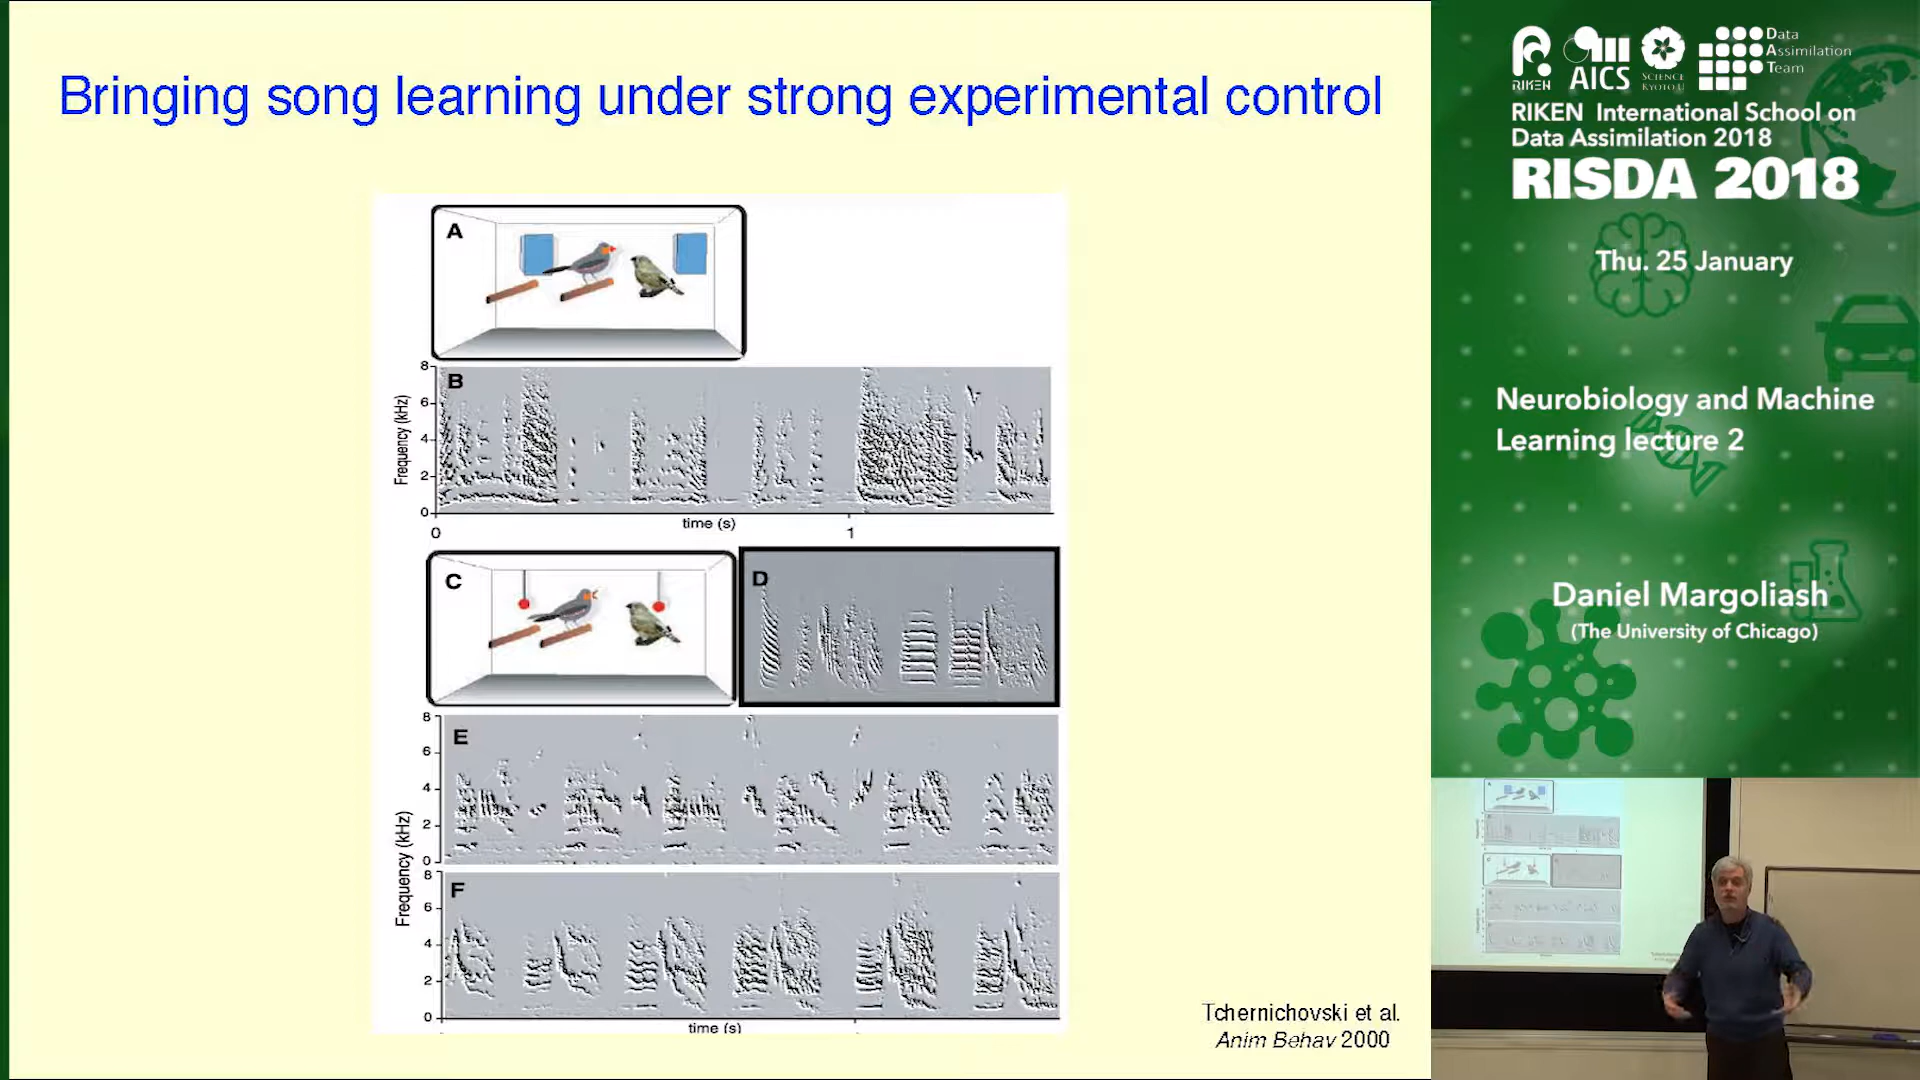 Bringing song learning under strong experimental control
A
B
8
6
4
2
0
Frequency (kHz)
time (s)
0
1
C
D
E
8
6
4
2
0
Frequency (kHz)
F
8
6
4
2
0
time (s)
Tchernichovski et al.
Anim Behav 2000
RIKEN
AICS
SCIENCE
KYOTO U
Data
Assimilation
Team
RIKEN International School on
Data Assimilation 2018
RISDA 2018
Thu. 25 January
Neurobiology and Machine
Learning lecture 2
Daniel Margoliash
(The University of Chicago)